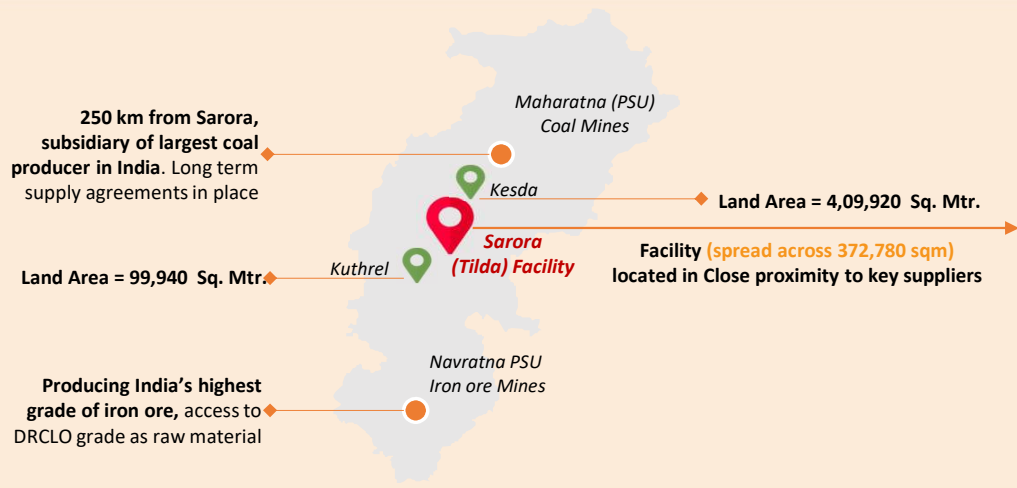 250 km from Sarora,
subsidiary of largest coal
producer in India. Long term
supply agreements in place
Maharatna (PSU)
Coal Mines
Kesda
Land Area = 4,09,920 Sq. Mtr.
Sarora
(Tilda) Facility
Facility (spread across 372,780 sqm)
located in Close proximity to key suppliers
Kuthrel
Land Area = 99,940 Sq. Mtr.
Navratna PSU
Iron ore Mines
Producing India's highest
grade of iron ore, access to
DRCLO grade as raw material